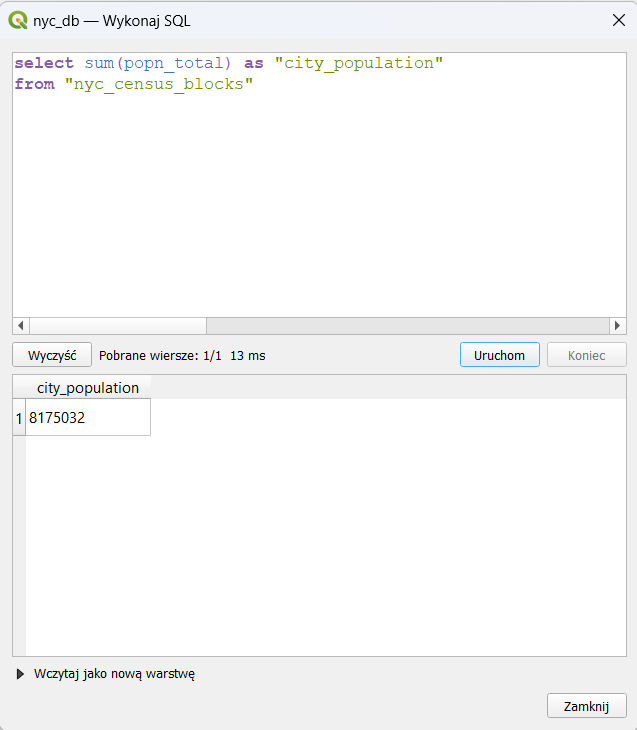 nyc_db — Wykonaj SQL
select sum(popn_total) as "city_population"
from "nyc_census_blocks"
Wyczyść Pobrane wiersze: 1/1 13 ms Uruchom Koniec
city_population
1 8175032
Wczytaj jako nową warstwę
Zamknij